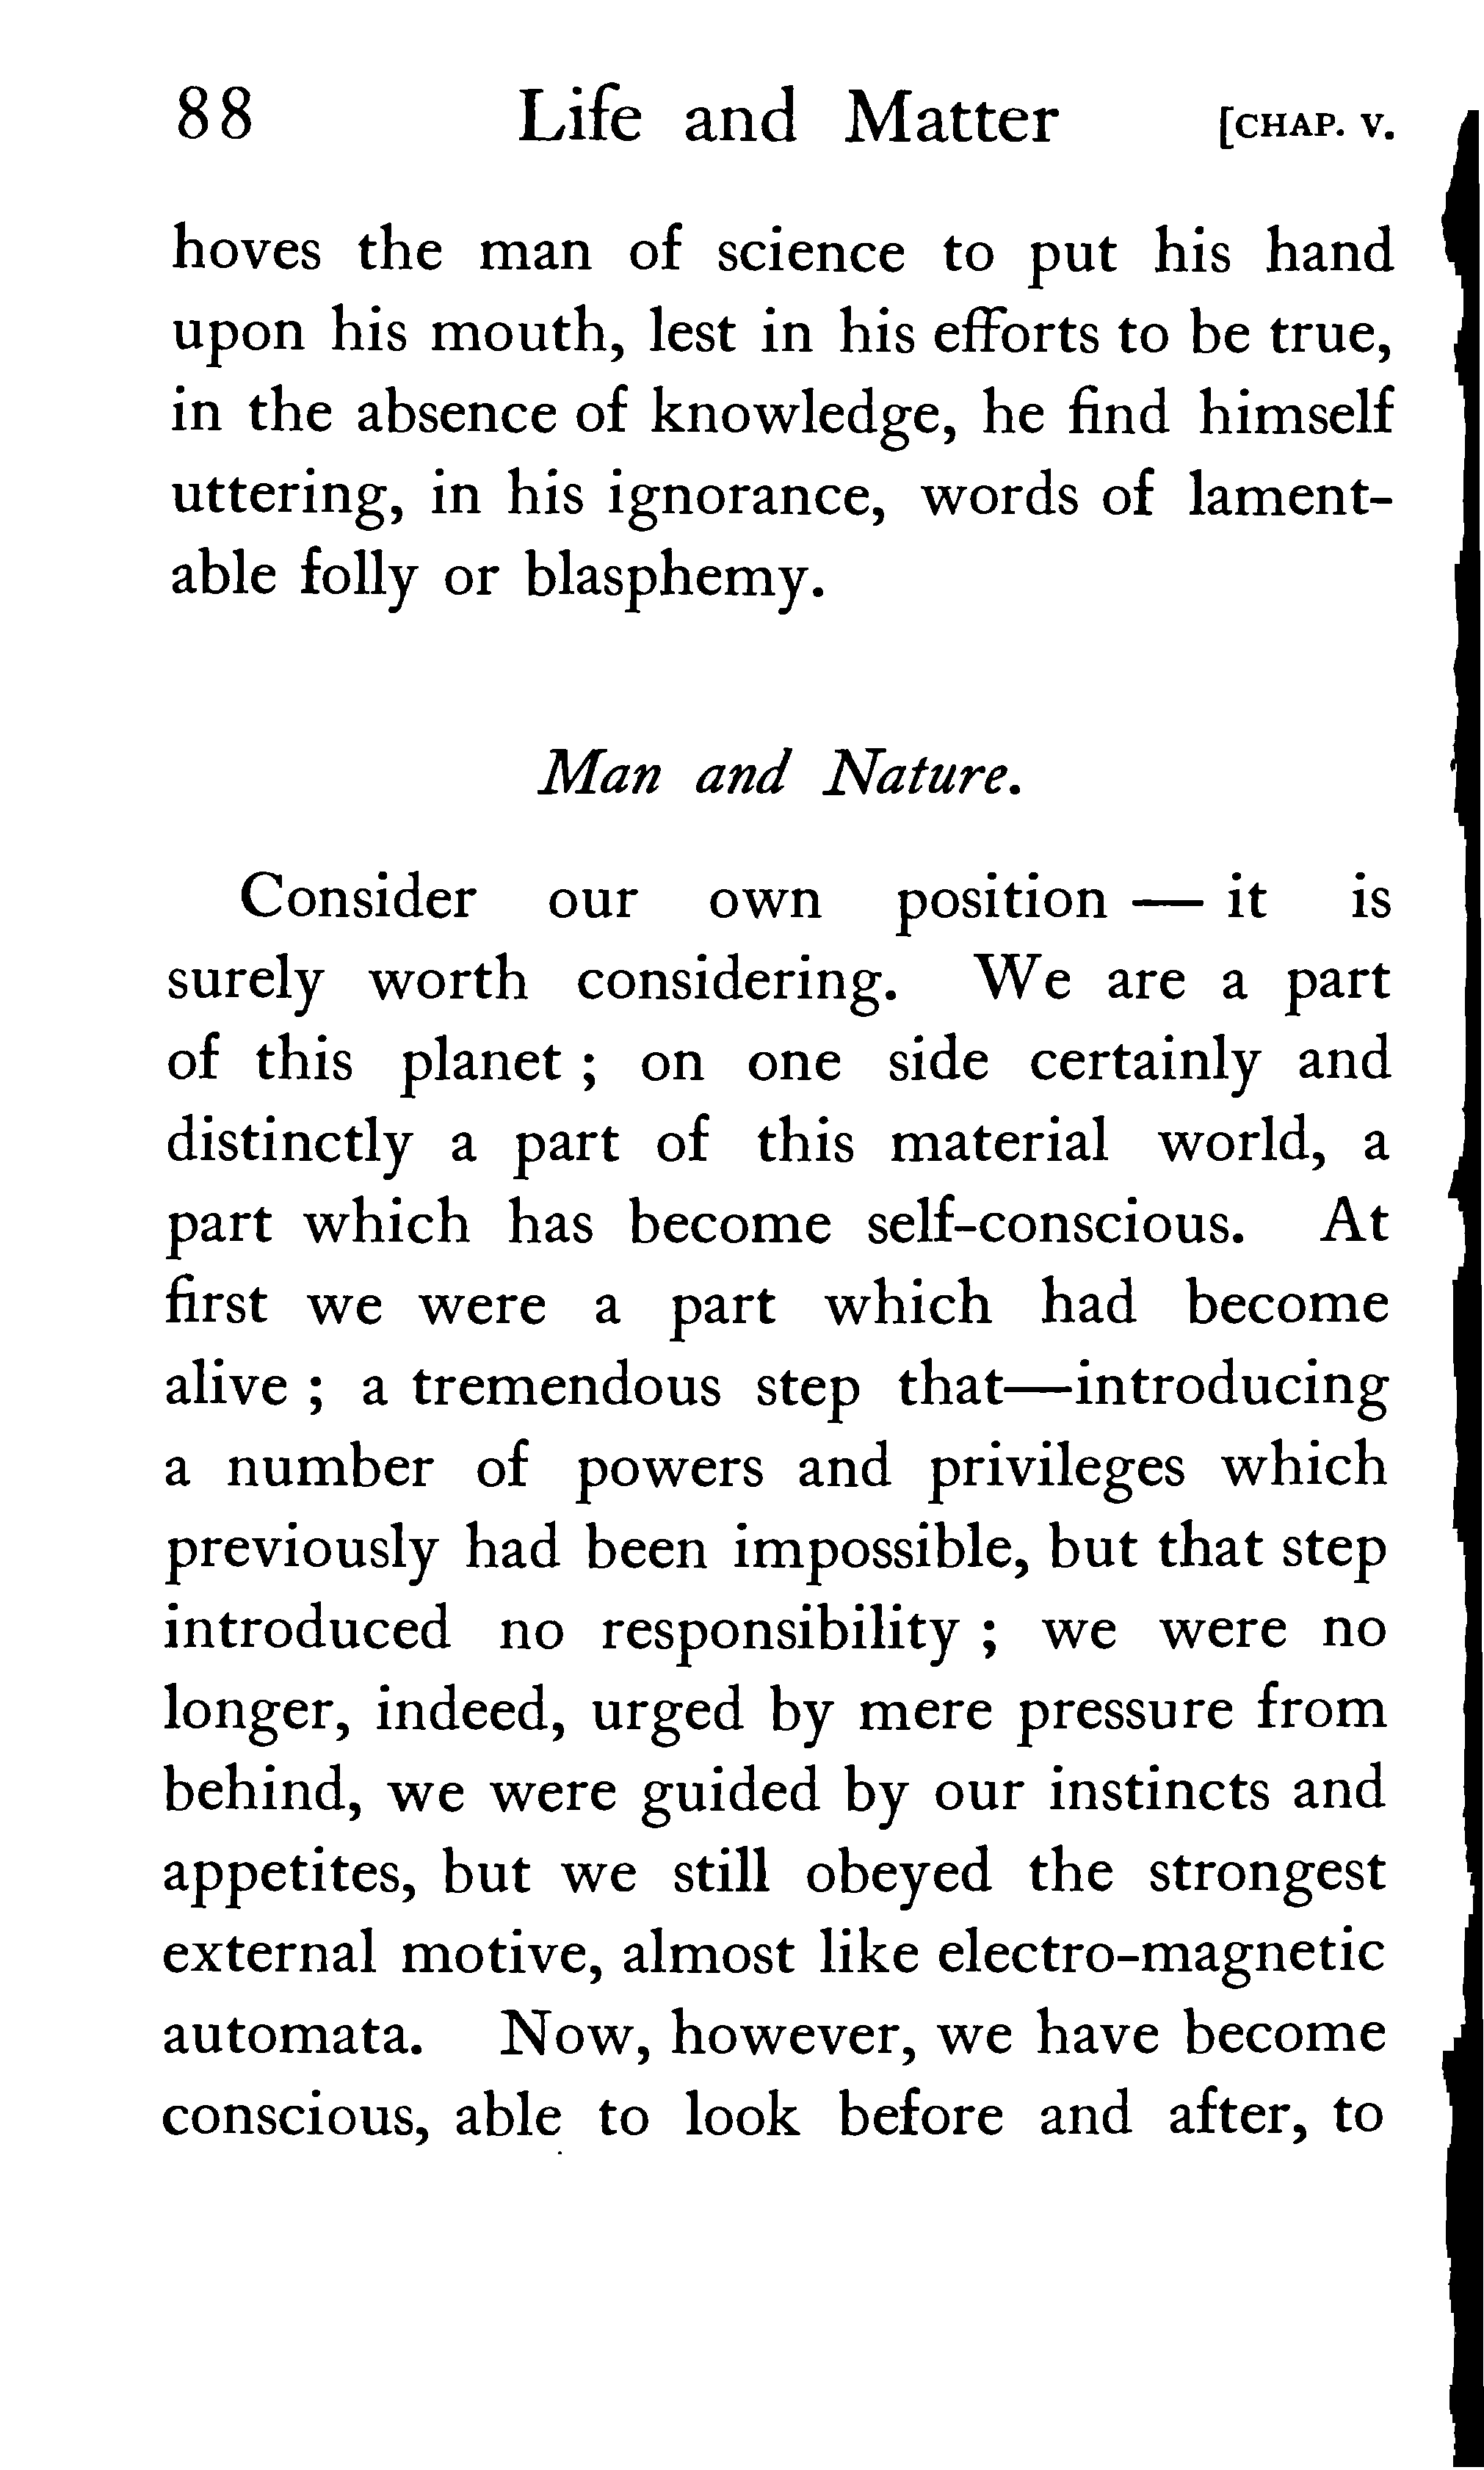 88 Life and Matter [CHAP. V.
hoves the man of science to put his hand
upon his mouth, lest in his efforts to be true,
in the absence of knowledge, he find himself
uttering, in his ignorance, words of lament-
able folly or blasphemy.
Man and Nature.
Consider our own position — it is
surely worth considering. We are a part
of this planet ; on one side certainly and
distinctly a part of this material world, a
part which has become self-conscious. At
first we were a part which had become
alive ; a tremendous step that—introducing
a number of powers and privileges which
previously had been impossible, but that step
introduced no responsibility ; we were no
longer, indeed, urged by mere pressure from
behind, we were guided by our instincts and
appetites, but we still obeyed the strongest
external motive, almost like electro-magnetic
automata. Now, however, we have become
conscious, able to look before and after, to